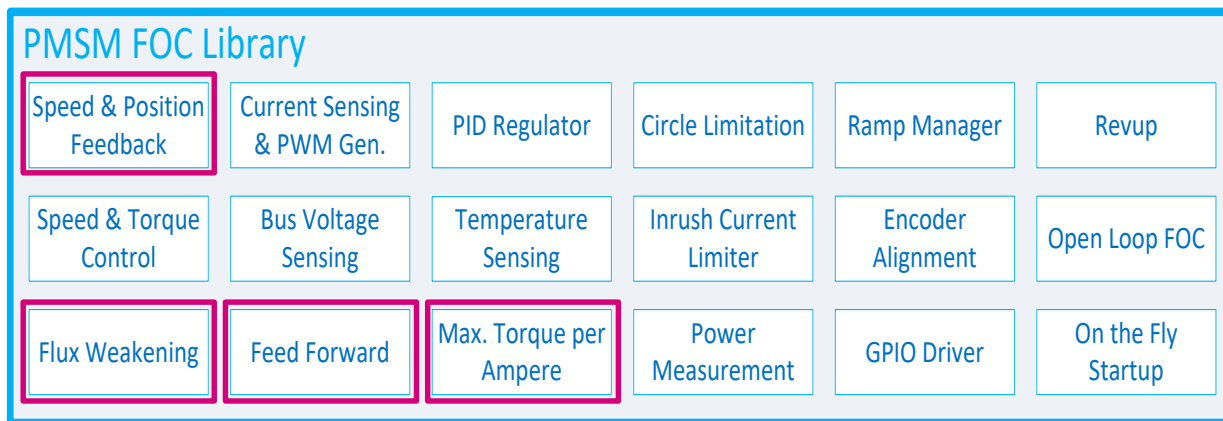 PMSM FOC Library
Speed & Position
Feedback
Current Sensing
& PWM Gen.
PID Regulator
Circle Limitation
Ramp Manager
Revup
Speed & Torque
Control
Bus Voltage
Sensing
Temperature
Sensing
Inrush Current
Limiter
Encoder
Alignment
Open Loop FOC
Flux Weakening
Feed Forward
Max. Torque per
Ampere
Power
Measurement
GPIO Driver
On the Fly
Startup